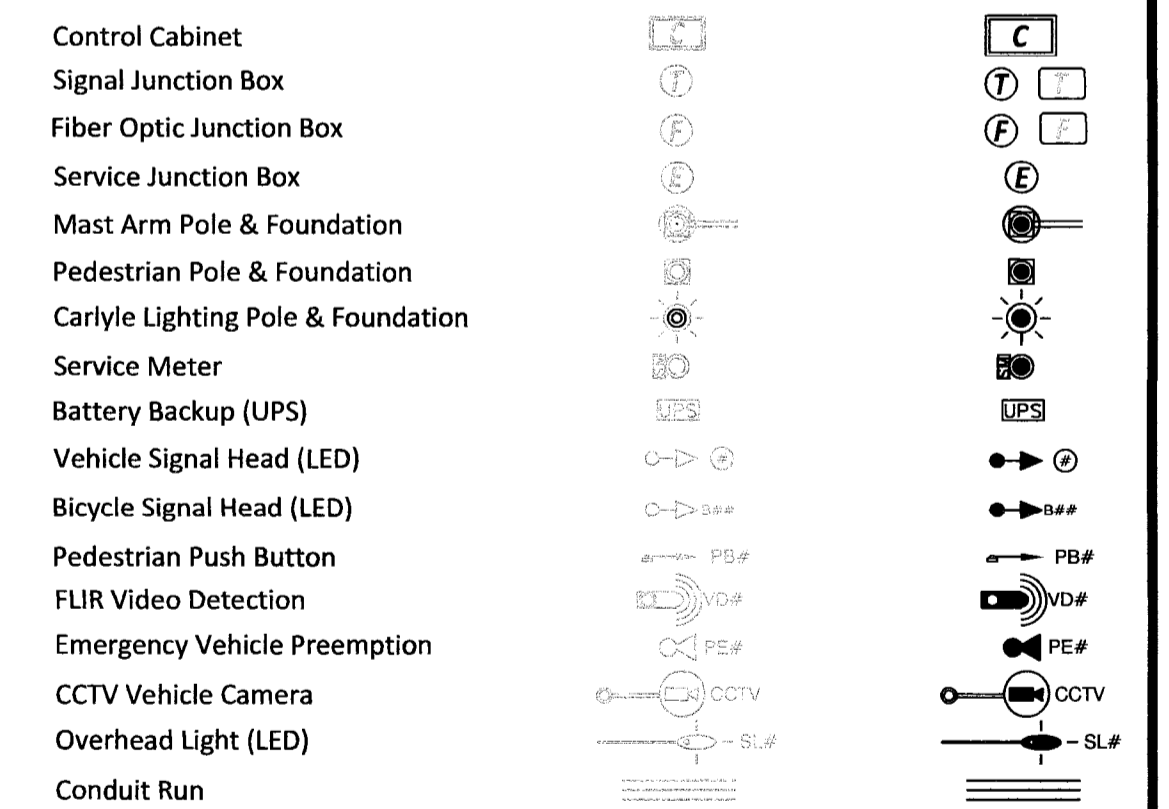 Control Cabinet C C
Signal Junction Box T T T
Fiber Optic Junction Box F F F
Service Junction Box E E
Mast Arm Pole & Foundation
Pedestrian Pole & Foundation
Carlyle Lighting Pole & Foundation
Service Meter SM SM
Battery Backup (UPS) UPS UPS
Vehicle Signal Head (LED) # #
Bicycle Signal Head (LED) B## B##
Pedestrian Push Button PB# PB#
FLIR Video Detection VD# VD#
Emergency Vehicle Preemption PE# PE#
CCTV Vehicle Camera CCTV CCTV
Overhead Light (LED) SL# SL#
Conduit Run